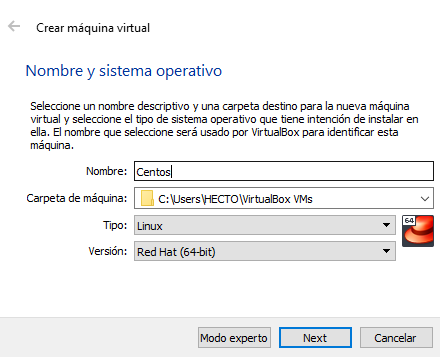 Crear máquina virtual
Nombre y sistema operativo
Seleccione un nombre descriptivo y una carpeta destino para la nueva máquina
virtual y seleccione el tipo de sistema operativo que tiene intención de instalar en
ella. El nombre que seleccione será usado por VirtualBox para identificar esta
máquina.
Nombre: Centos
Carpeta de máquina: C:\Users\HECTO\VirtualBox VMs
Tipo: Linux
64
Versión: Red Hat (64-bit)
Modo experto Next Cancelar